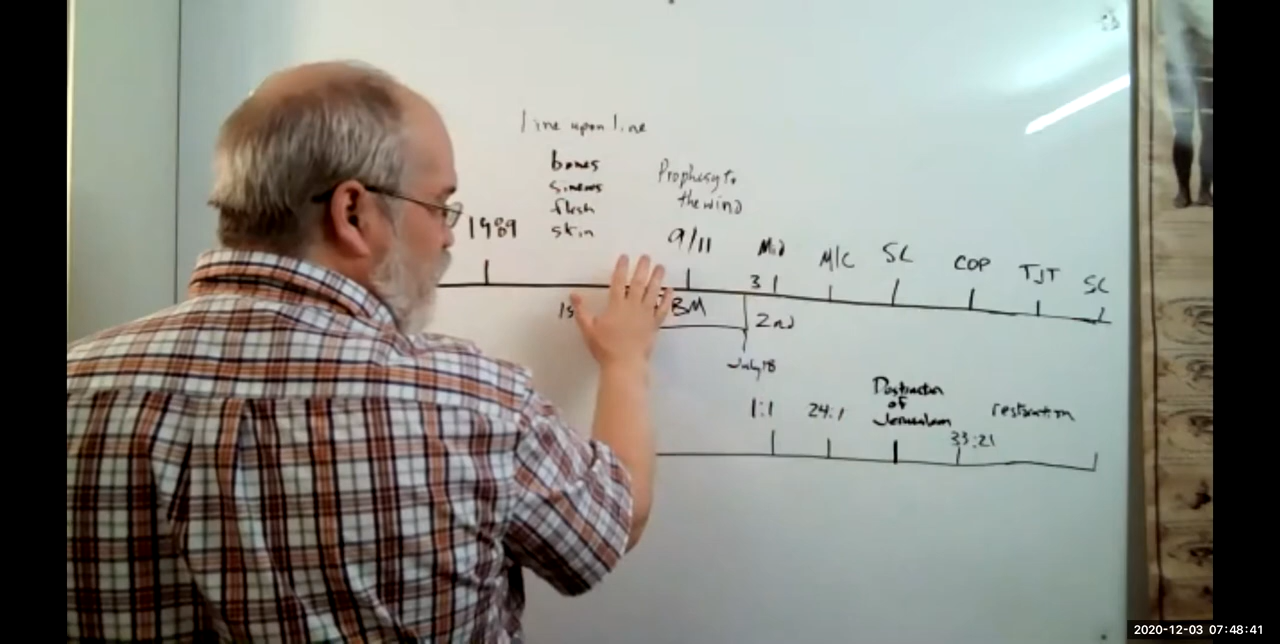 line upon line
bones
sinews
flesh
skin
Prophesy to
the wind
1989
9/11
Mid
M/C
SL
COP
TJT
SL
3
BM
2nd
July 18
1:1
24:1
Destruction
of
Jerusalem
33:21
restoration
2020-12-03 07:48:41